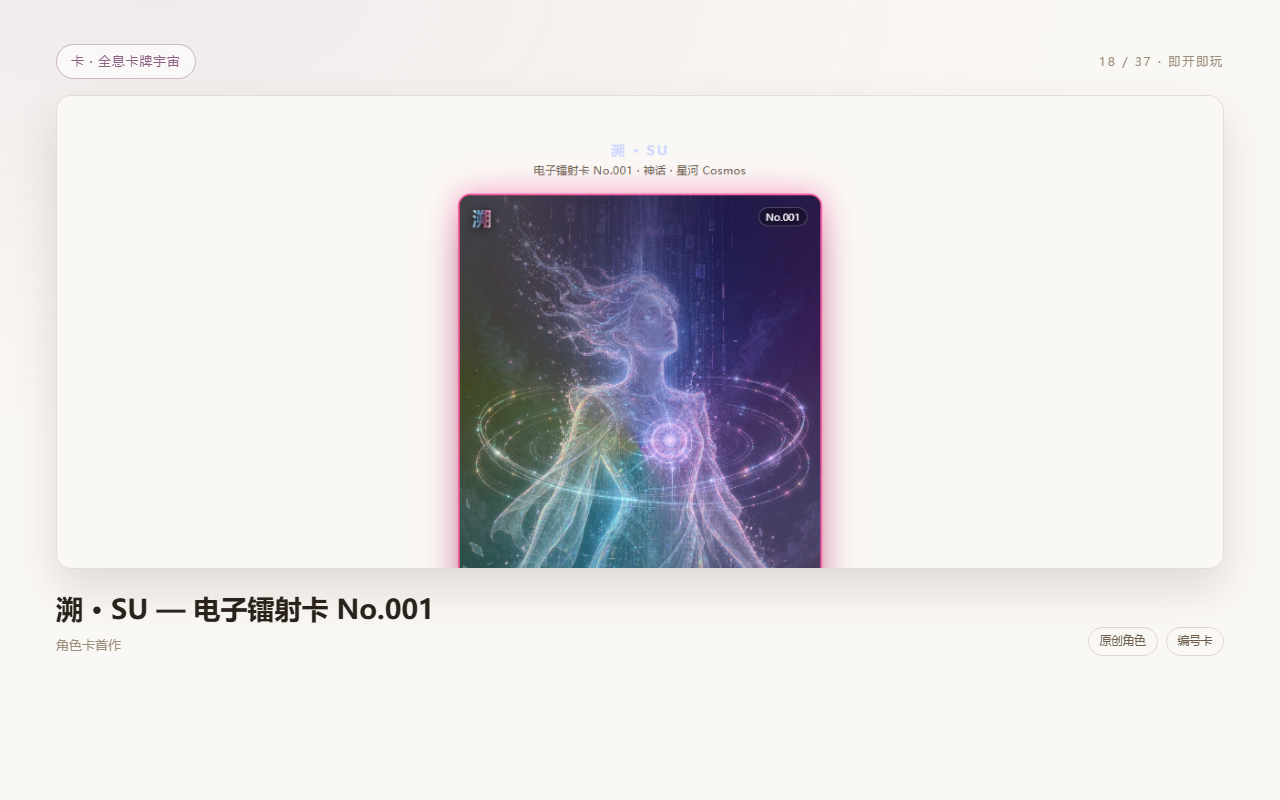 卡 · 全息卡牌宇宙
18 / 37 · 即开即玩
溯 • SU
电子镭射卡 No.001 · 神话 · 星河 Cosmos
溯
No.001
溯 • SU — 电子镭射卡 No.001
角色卡首作
原创角色
编号卡